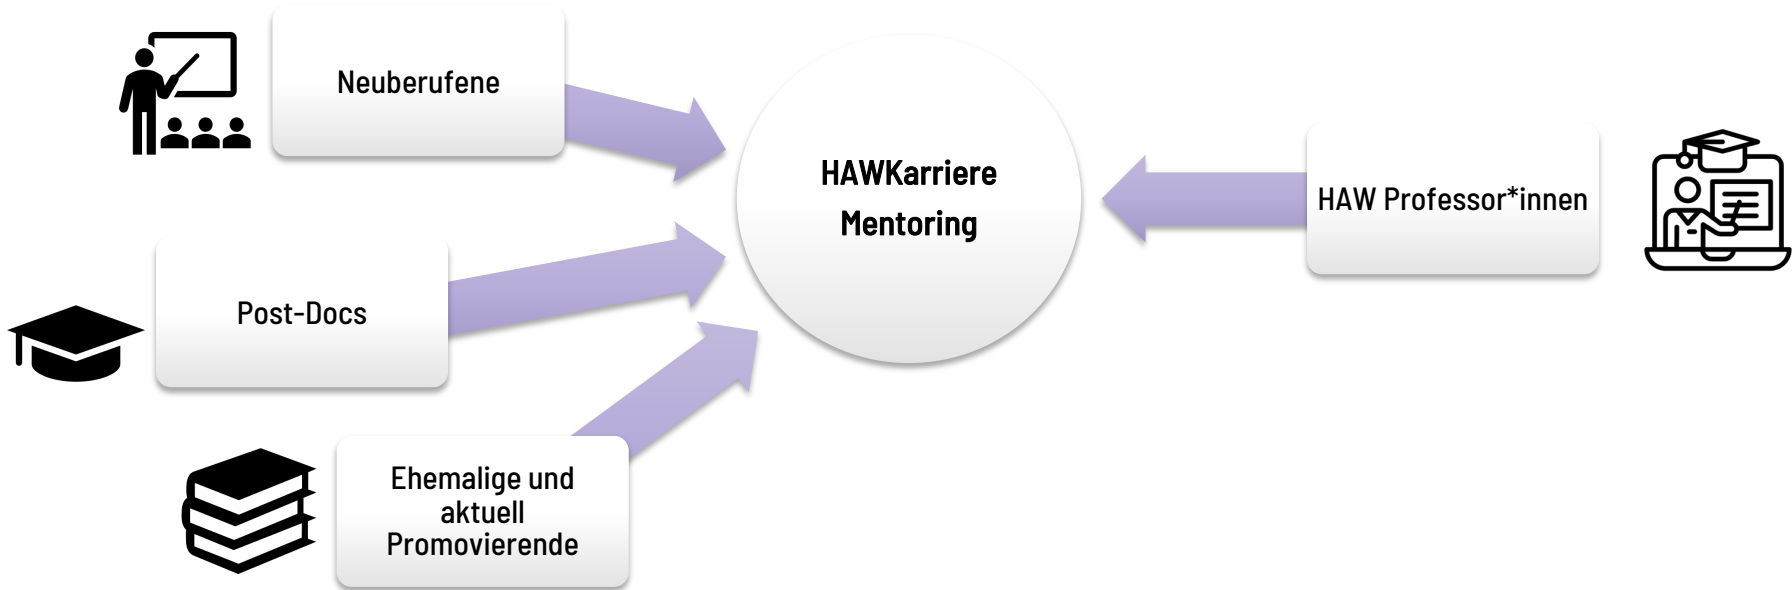 Neuberufene
HAWKarriere
Mentoring
HAW Professor*innen
Post-Docs
Ehemalige und
aktuell
Promovierende